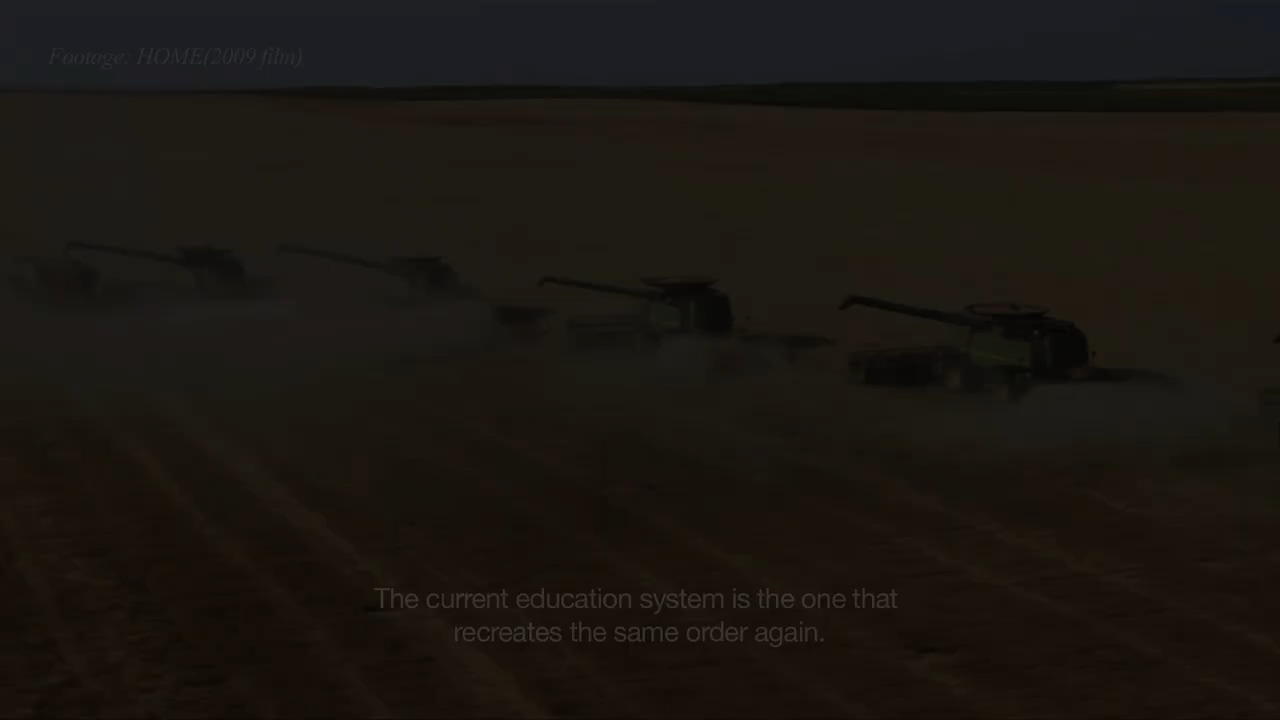 Footage: HOME(2009 film)
The current education system is the one that
recreates the same order again.